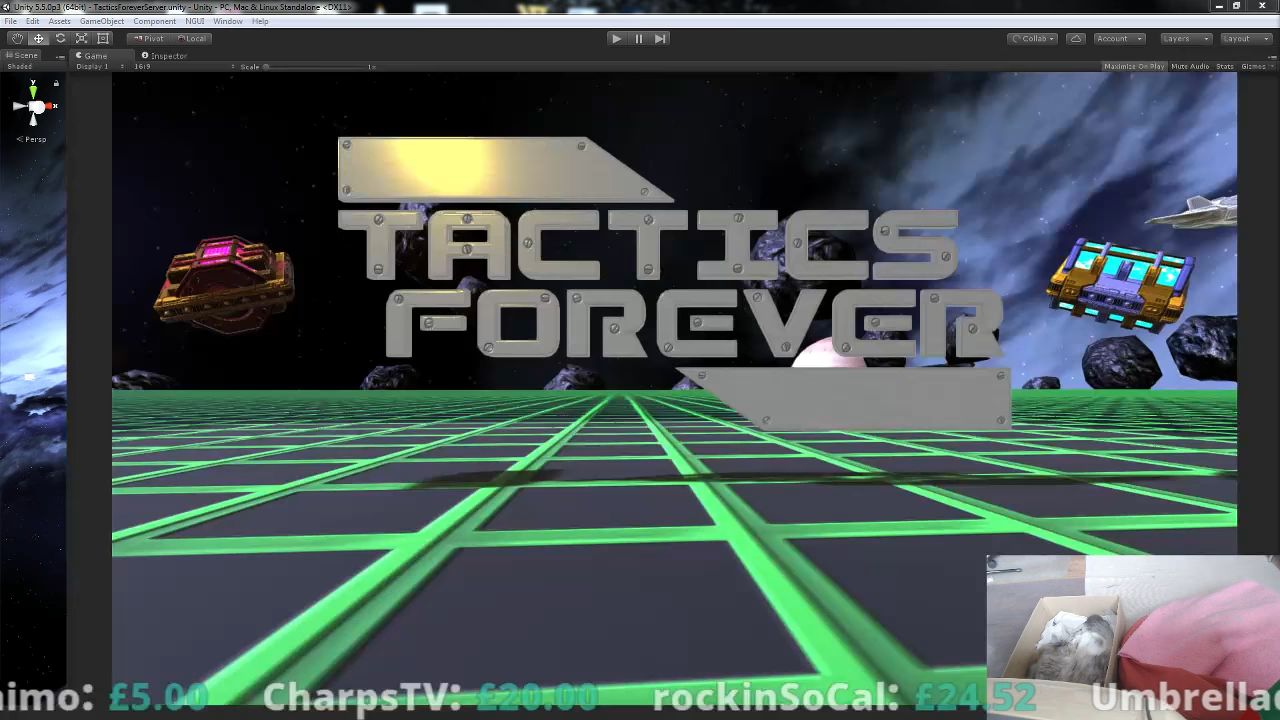 Unity 5.5.0p3 (64bit) - TacticsForeverServer.unity - Unity - PC, Mac & Linux Standalone <DX11>
File Edit Assets GameObject Component NGUI Window Help
Pivot Local Collab Account Layers Layout
Scene Game Inspector
Shaded Display 1 16:9 Scale 1x Maximize On Play Mute Audio Stats Gizmos
y
x
< Persp
TACTICS
FOREVER
nimo: £5.00 CharpsTV: £20.00 rockinSoCal: £24.52 Umbrella